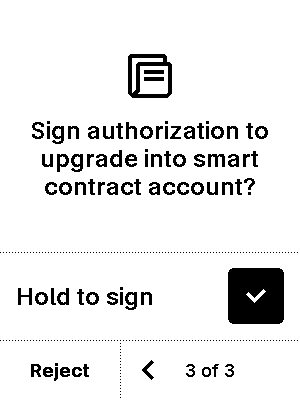 Sign authorization to
upgrade into smart
contract account?
Hold to sign
Reject
3 of 3